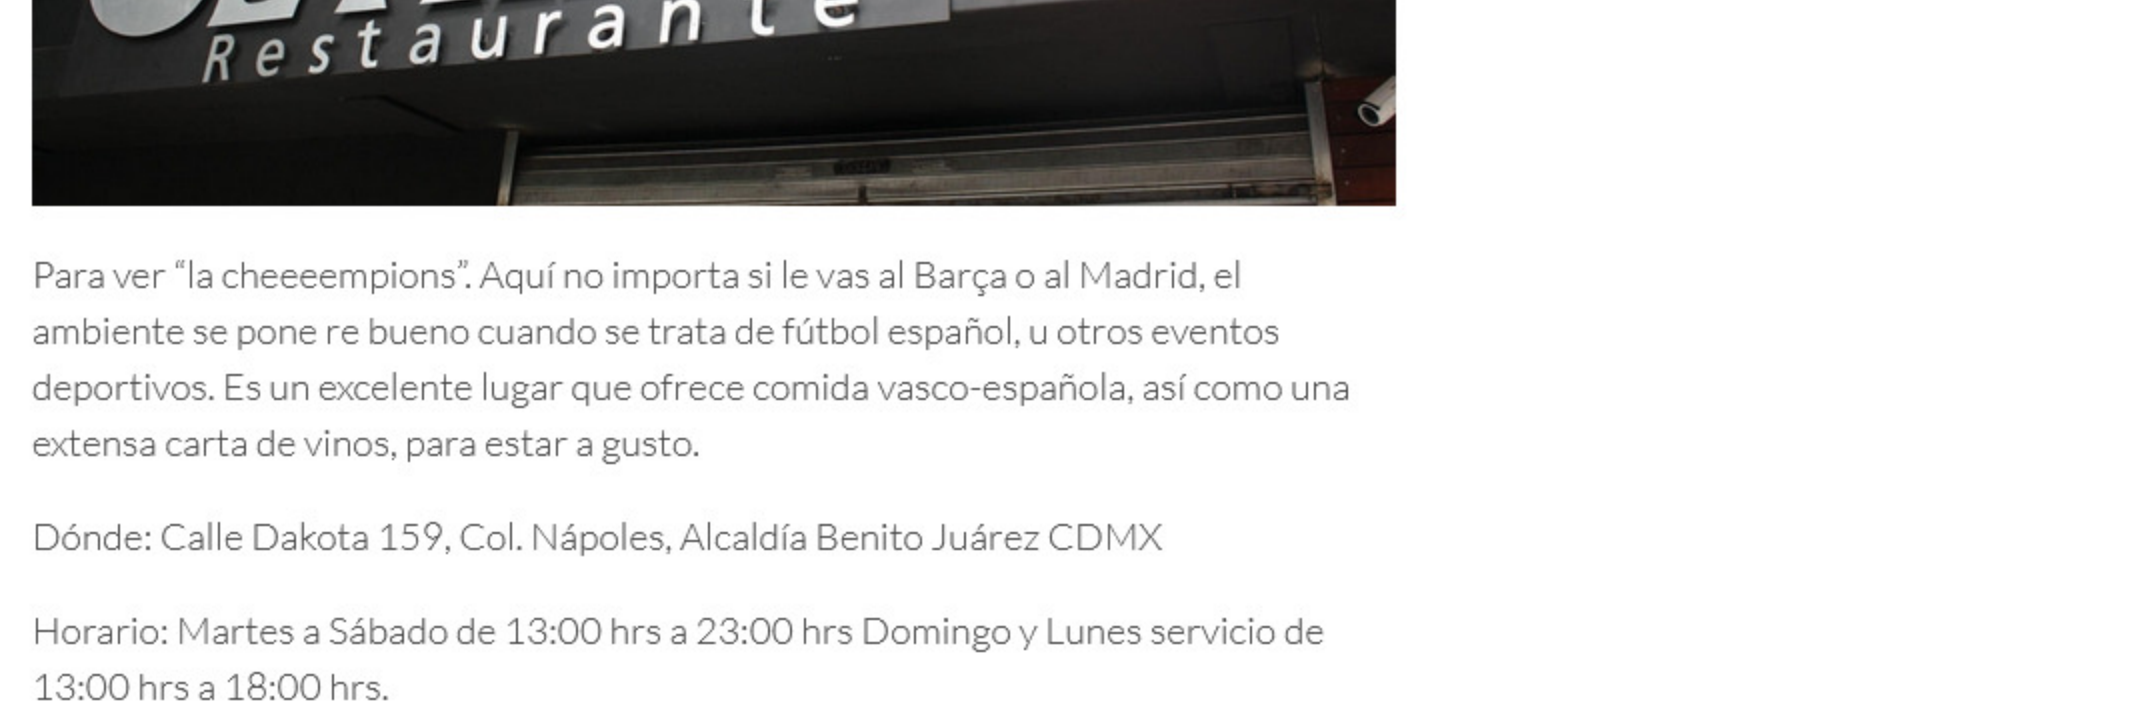 Restaurante
Para ver “la cheeeempions”. Aquí no importa si le vas al Barça o al Madrid, el
ambiente se pone re bueno cuando se trata de fútbol español, u otros eventos
deportivos. Es un excelente lugar que ofrece comida vasco-española, así como una
extensa carta de vinos, para estar a gusto.
Dónde: Calle Dakota 159, Col. Nápoles, Alcaldía Benito Juárez CDMX
Horario: Martes a Sábado de 13:00 hrs a 23:00 hrs Domingo y Lunes servicio de
13:00 hrs a 18:00 hrs.